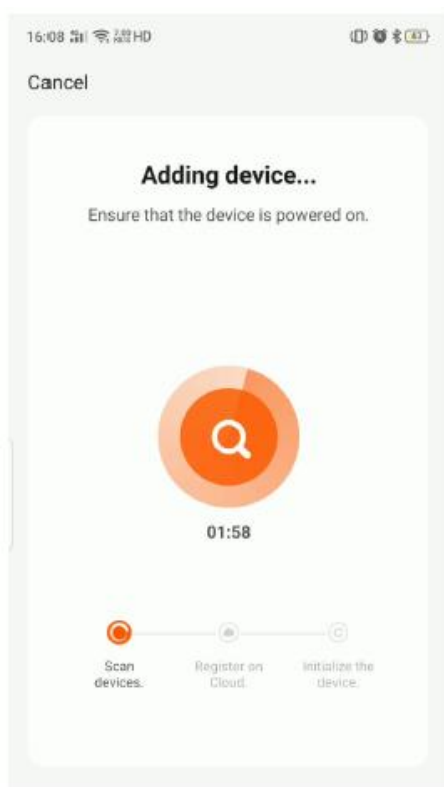 16:08 HD
Cancel
Adding device...
Ensure that the device is powered on.
01:58
Scan devices.
Register on Cloud.
Initialize the device.